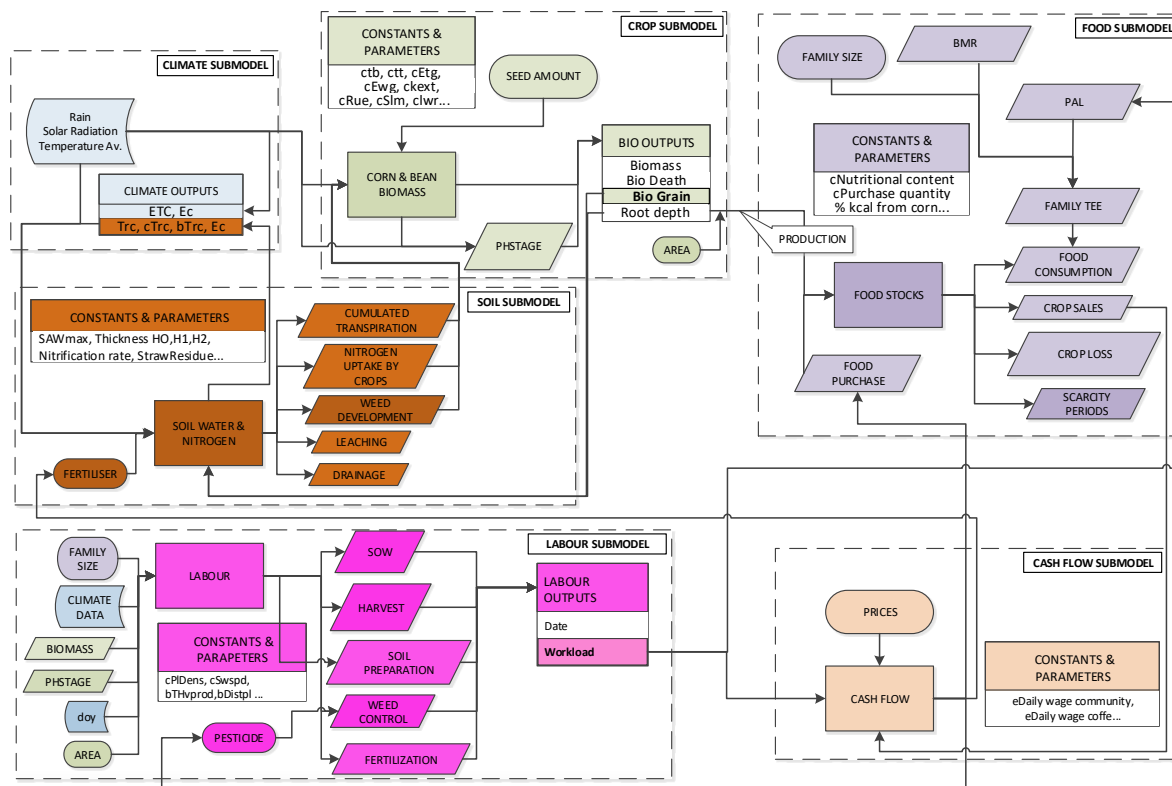 CLIMATE SUBMODEL
Rain
Solar Radiation
Temperature Av.
CLIMATE OUTPUTS
ETC, Ec
Trc, cTrc, bTrc, Ec
CROP SUBMODEL
CONSTANTS &
PARAMETERS
ctb, ctt, cEtg,
cEwg, ckext,
cRue, cSlm, clwr...
SEED AMOUNT
CORN & BEAN
BIOMASS
BIO OUTPUTS
Biomass
Bio Death
Bio Grain
Root depth
PHSTAGE
AREA
PRODUCTION
FOOD SUBMODEL
FAMILY SIZE
BMR
PAL
CONSTANTS &
PARAMETERS
cNutritional content
cPurchase quantity
% kcal from corn...
FAMILY TEE
FOOD
CONSUMPTION
FOOD STOCKS
CROP SALES
CROP LOSS
FOOD
PURCHASE
SCARCITY
PERIODS
SOIL SUBMODEL
CONSTANTS & PARAMETERS
SAWmax, Thickness HO,H1,H2,
Nitrification rate, StrawResidue...
CUMULATED
TRANSPIRATION
NITROGEN
UPTAKE BY
CROPS
WEED
DEVELOPMENT
SOIL WATER &
NITROGEN
LEACHING
DRAINAGE
FERTILISER
LABOUR SUBMODEL
FAMILY
SIZE
CLIMATE
DATA
BIOMASS
PHSTAGE
doy
AREA
LABOUR
CONSTANTS &
PARAPETERS
cPlDens, cSwspd,
bTHvprod,bDistpl ...
PESTICIDE
SOW
HARVEST
SOIL
PREPARATION
WEED
CONTROL
FERTILIZATION
LABOUR
OUTPUTS
Date
Workload
CASH FLOW SUBMODEL
PRICES
CASH FLOW
CONSTANTS &
PARAMETERS
eDaily wage community,
eDaily wage coffe...